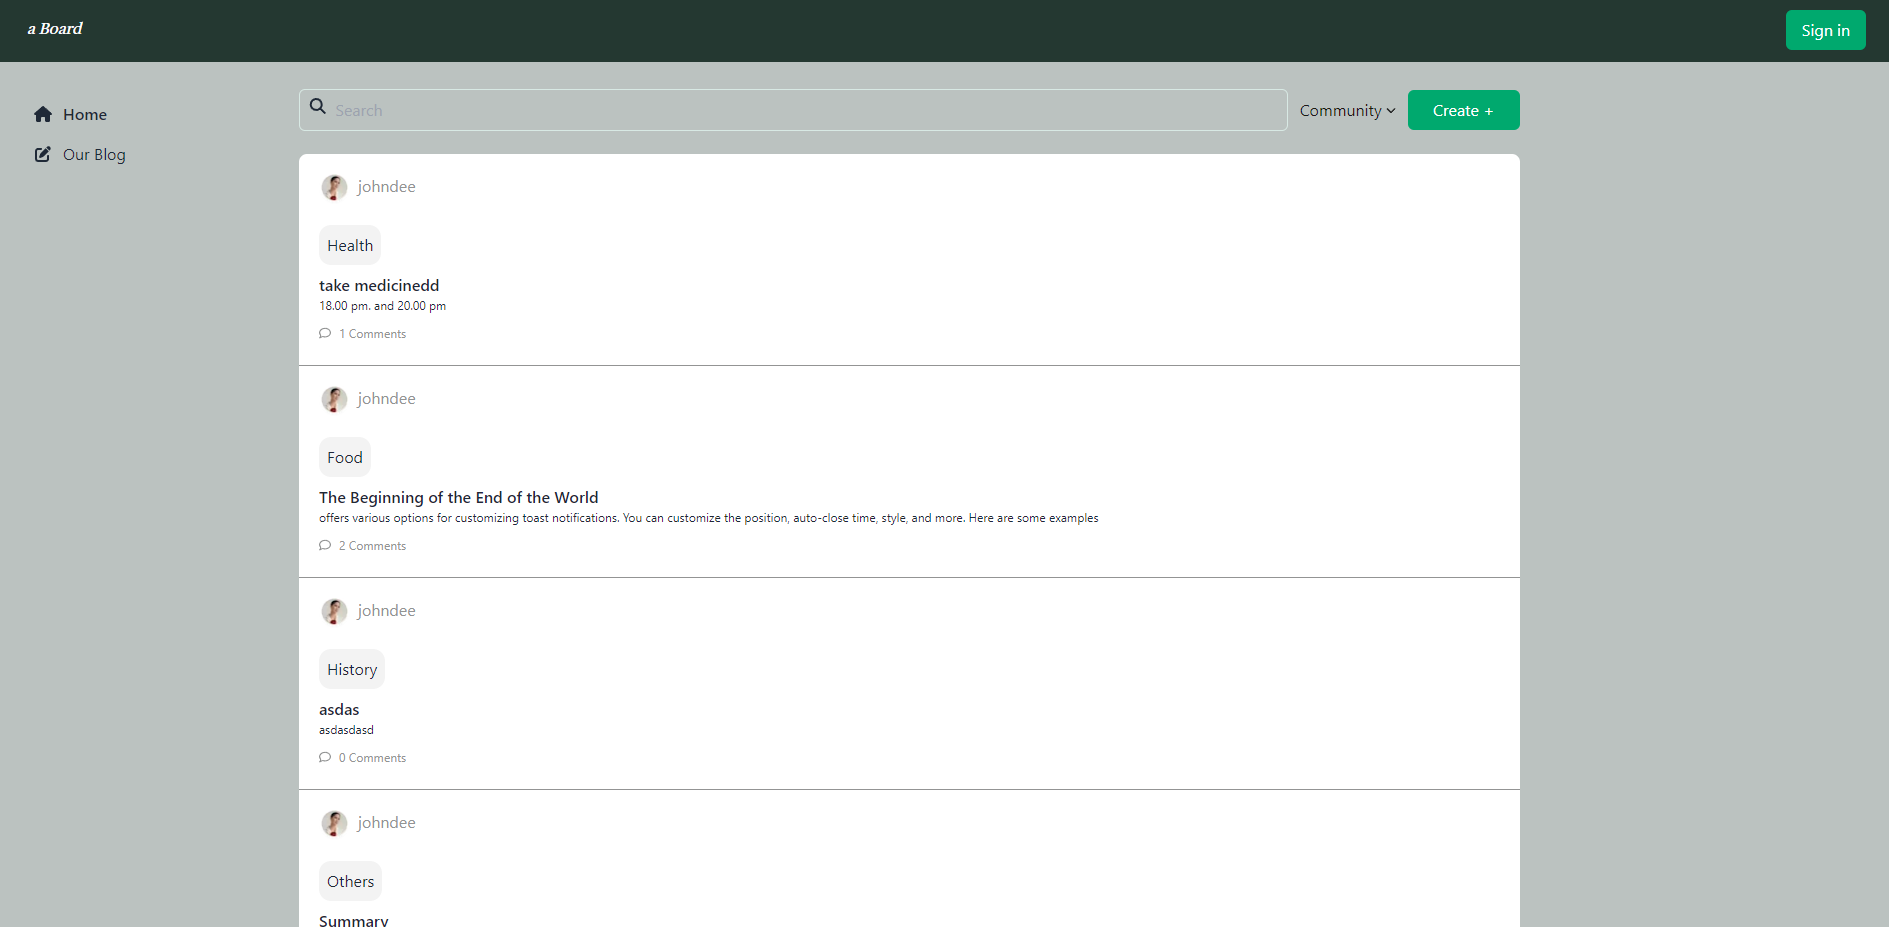 a Board
Sign in
Home
Our Blog
Search
Community
Create +
johndee
Health
take medicinedd
18.00 pm. and 20.00 pm
1 Comments
johndee
Food
The Beginning of the End of the World
offers various options for customizing toast notifications. You can customize the position, auto-close time, style, and more. Here are some examples
2 Comments
johndee
History
asdas
asdasdasd
0 Comments
johndee
Others
Summary